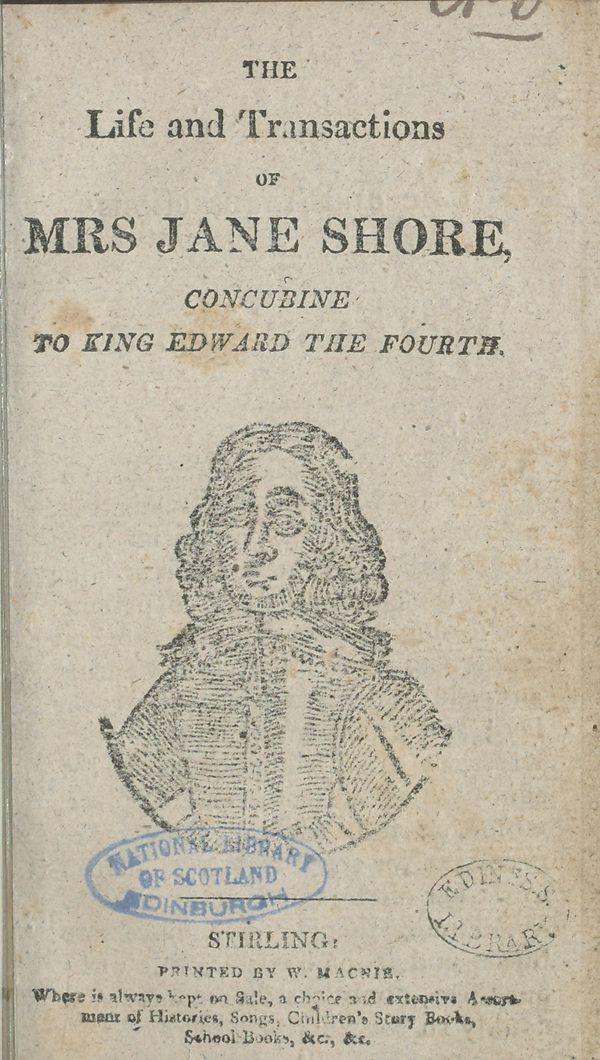 THE
Life and Transactions
OF
MRS JANE SHORE,
CONCUBINE
TO KING EDWARD THE FOURTH.
NATIONAL LIBRARY
OF SCOTLAND
EDINBURGH
EDIN. S.S.
LIBRARY
STIRLING:
PRINTED BY W. MACNIE.
Where is always kept on Sale, a choice and extensive Assort-
ment of Histories, Songs, Children's Story Books,
School Books, &c., &c.